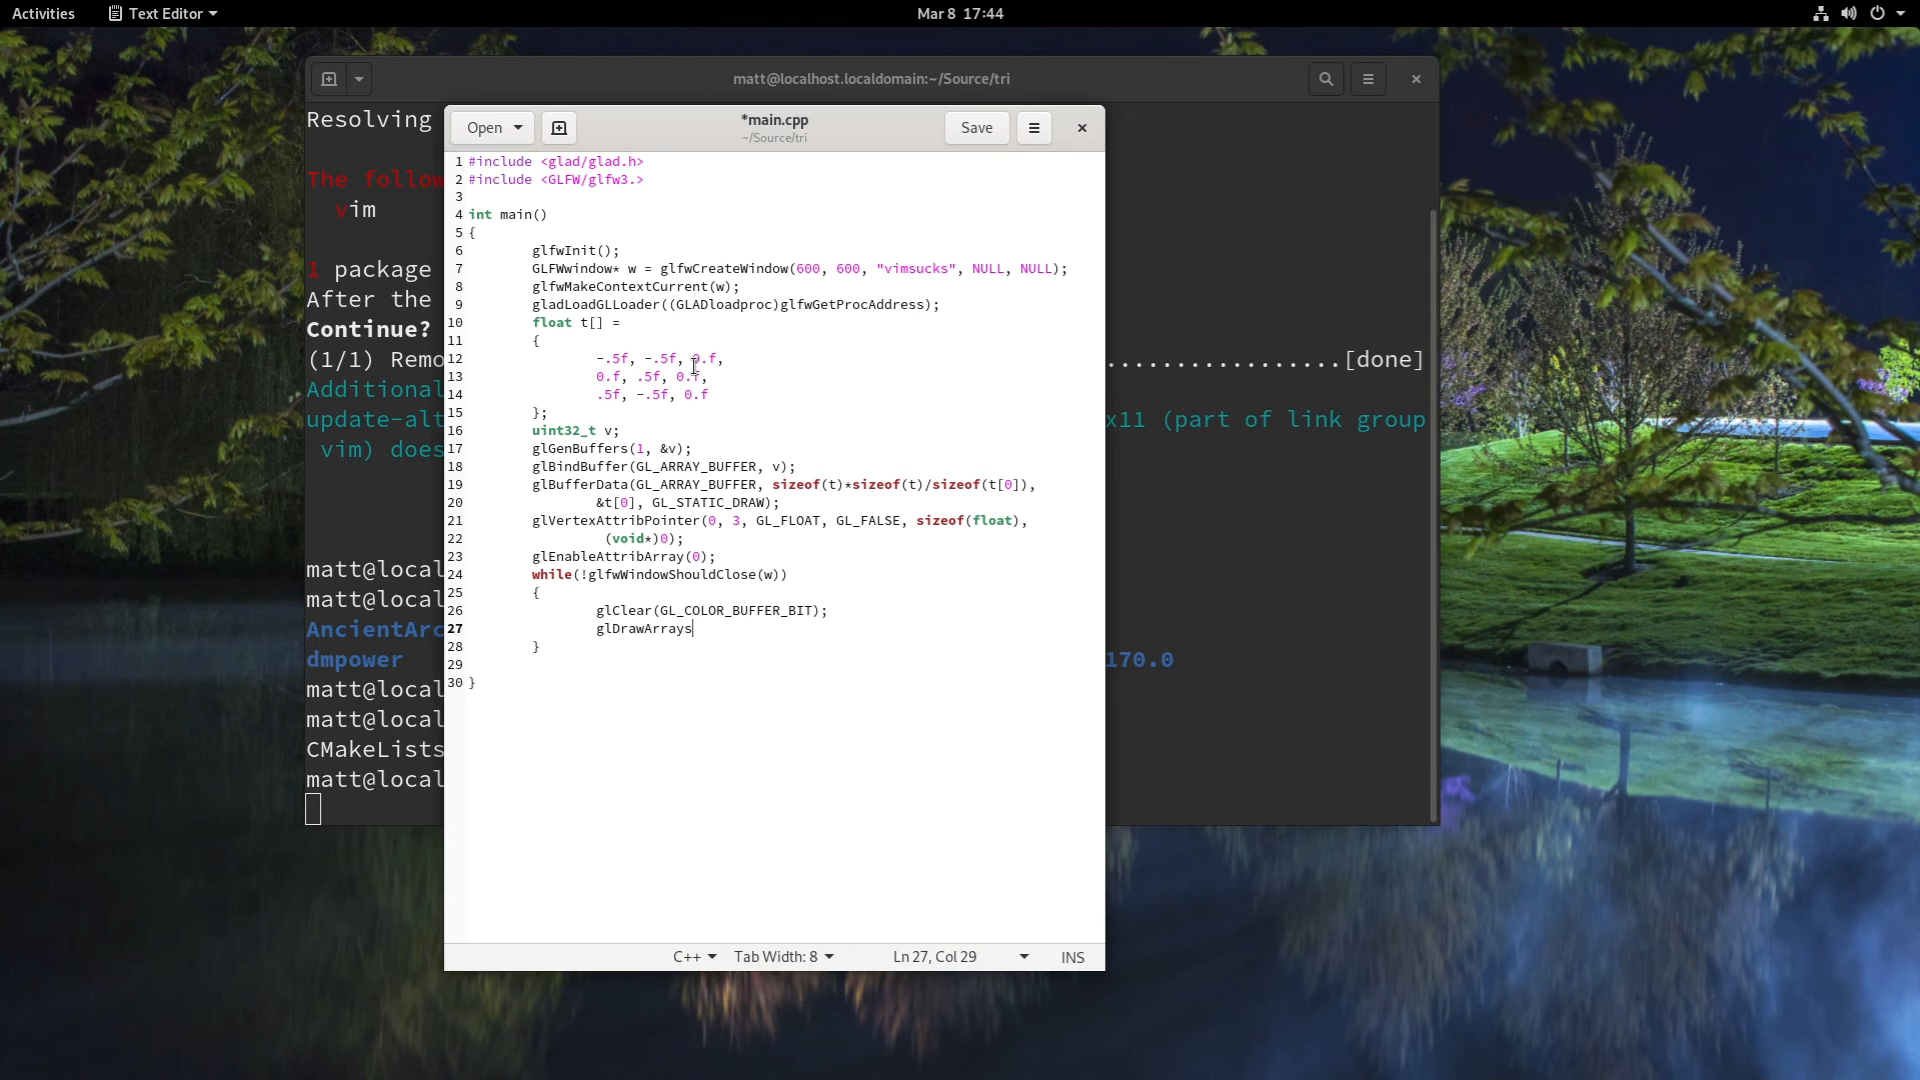 Activities Text Editor Mar 8 17:44
matt@localhost.localdomain:~/Source/tri
Resolving
The follow
vim
1 package
After the
Continue?
(1/1) Remo
.................[done]
Additional
update-alt
x11 (part of link group
vim) does
matt@local
matt@local
AncientArc
dmpower
170.0
matt@local
matt@local
CMakeLists
matt@local
Open *main.cpp Save
~/Source/tri
1 #include <glad/glad.h>
2 #include <GLFW/glfw3.>
3
4 int main()
5 {
6 glfwInit();
7 GLFWwindow* w = glfwCreateWindow(600, 600, "vimsucks", NULL, NULL);
8 glfwMakeContextCurrent(w);
9 gladLoadGLLoader((GLADloadproc)glfwGetProcAddress);
10 float t[] =
11 {
12 -.5f, -.5f, 0.f,
13 0.f, .5f, 0.f,
14 .5f, -.5f, 0.f
15 };
16 uint32_t v;
17 glGenBuffers(1, &v);
18 glBindBuffer(GL_ARRAY_BUFFER, v);
19 glBufferData(GL_ARRAY_BUFFER, sizeof(t)*sizeof(t)/sizeof(t[0]),
20 &t[0], GL_STATIC_DRAW);
21 glVertexAttribPointer(0, 3, GL_FLOAT, GL_FALSE, sizeof(float),
22 (void*)0);
23 glEnableAttribArray(0);
24 while(!glfwWindowShouldClose(w))
25 {
26 glClear(GL_COLOR_BUFFER_BIT);
27 glDrawArrays
28 }
29
30 }
C++ Tab Width: 8 Ln 27, Col 29 INS